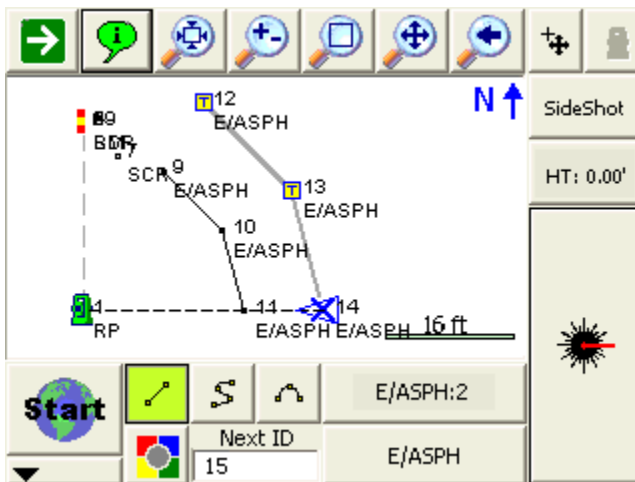 SideShot
HT: 0.00'
N
12
E/ASPH
13
E/ASPH
9
SCR
E/ASPH
7
10
E/ASPH
1
RP
11
E/ASPH
14
E/ASPH
16 ft
Start
E/ASPH:2
Next ID
15
E/ASPH